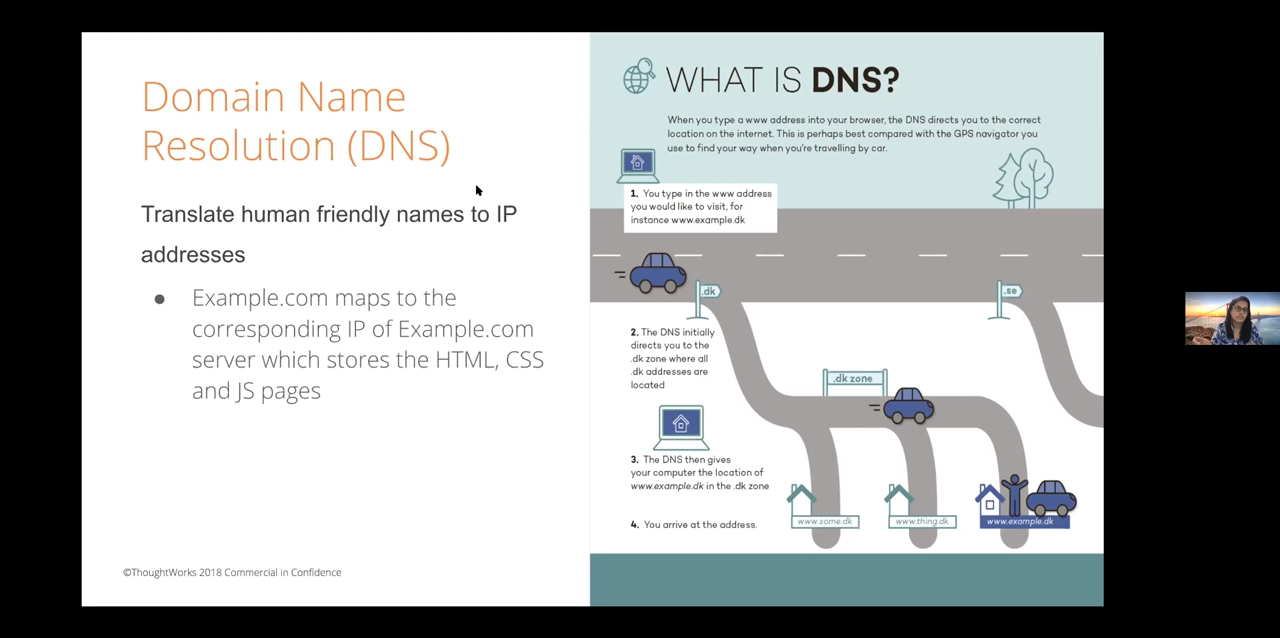 Domain Name
Resolution (DNS)
Translate human friendly names to IP
addresses
● Example.com maps to the
corresponding IP of Example.com
server which stores the HTML, CSS
and JS pages
©ThoughtWorks 2018 Commercial in Confidence
WHAT IS DNS?
When you type a www address into your browser, the DNS directs you to the correct
location on the internet. This is perhaps best compared with the GPS navigator you
use to find your way when you're travelling by car.
1. You type in the www address
you would like to visit, for
instance www.example.dk
.dk
.se
2. The DNS initially
directs you to the
.dk zone where all
.dk addresses are
located
.dk zone
3. The DNS then gives
your computer the location of
www.example.dk in the .dk zone
www.some.dk
www.thing.dk
www.example.dk
4. You arrive at the address.